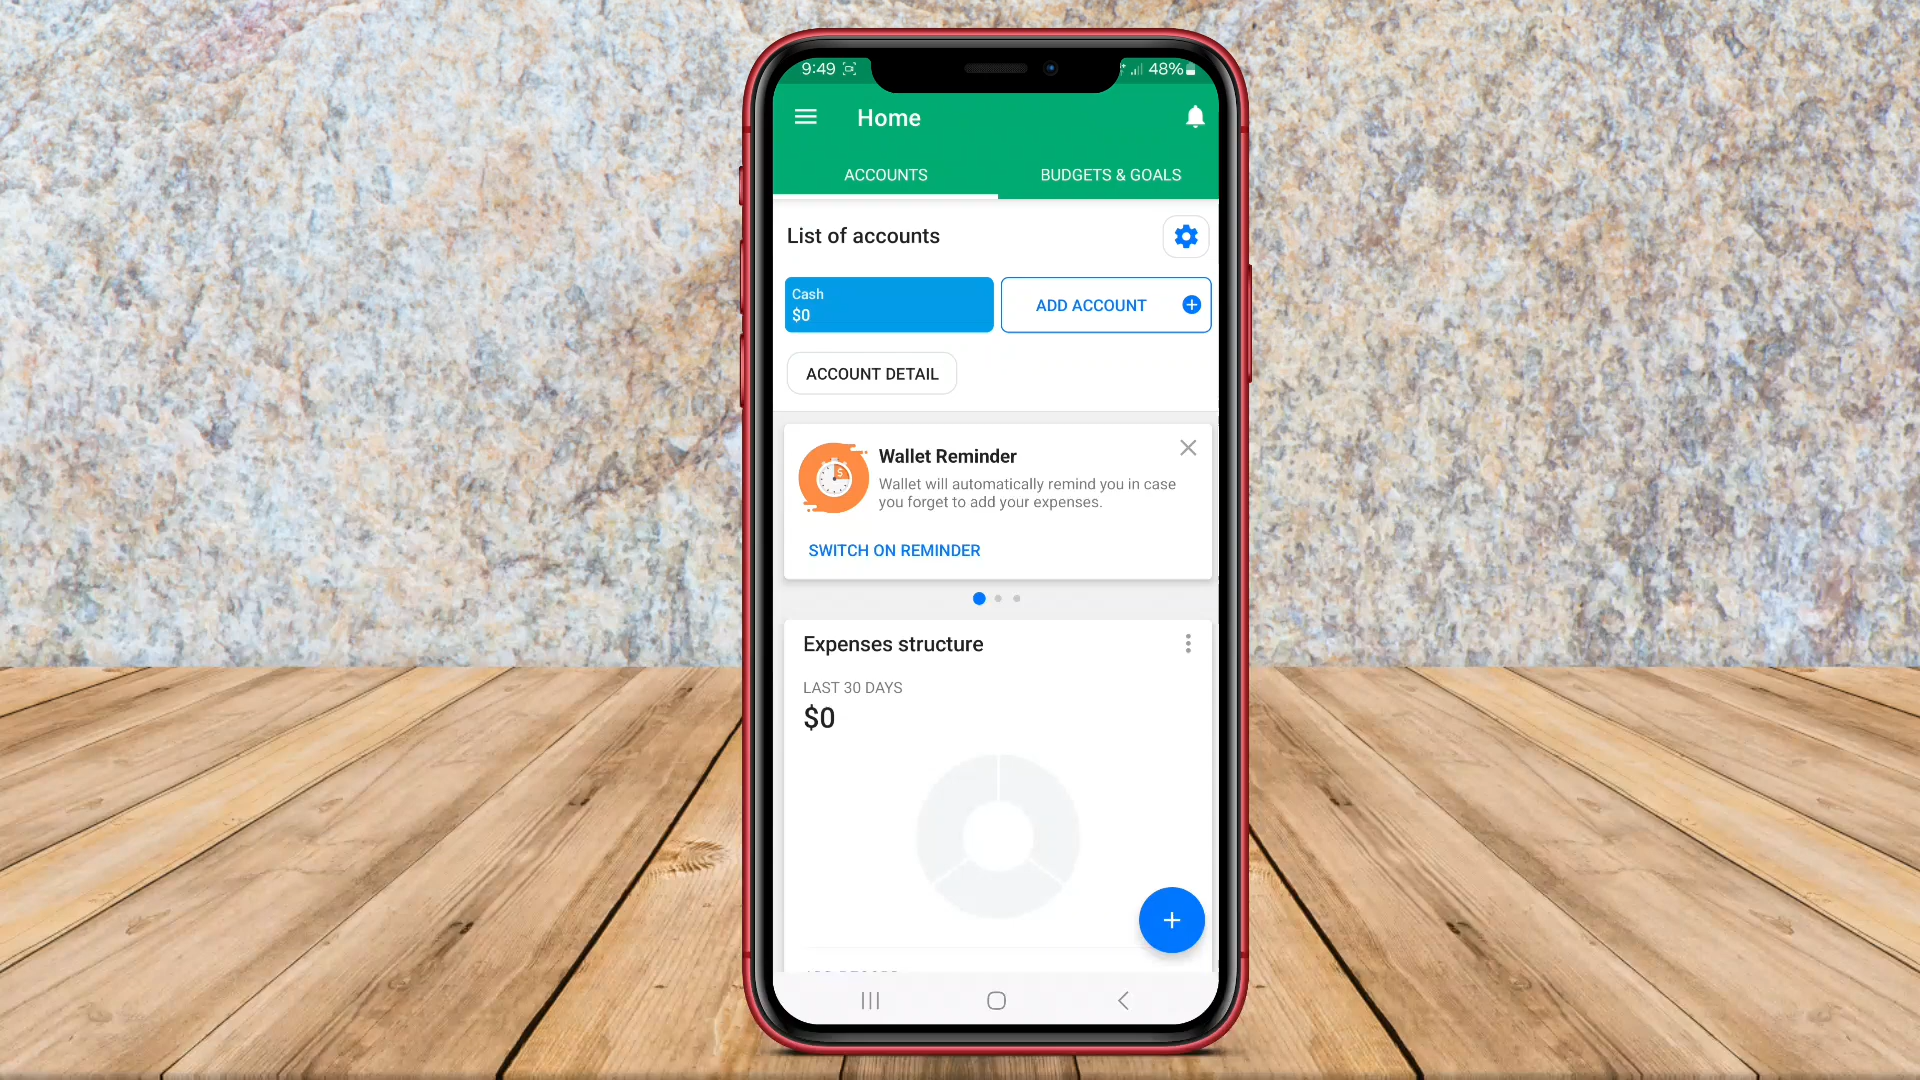 9:49
48%
Home
ACCOUNTS
BUDGETS & GOALS
List of accounts
Cash
$0
ADD ACCOUNT
ACCOUNT DETAIL
Wallet Reminder
Wallet will automatically remind you in case
you forget to add your expenses.
SWITCH ON REMINDER
Expenses structure
LAST 30 DAYS
$0